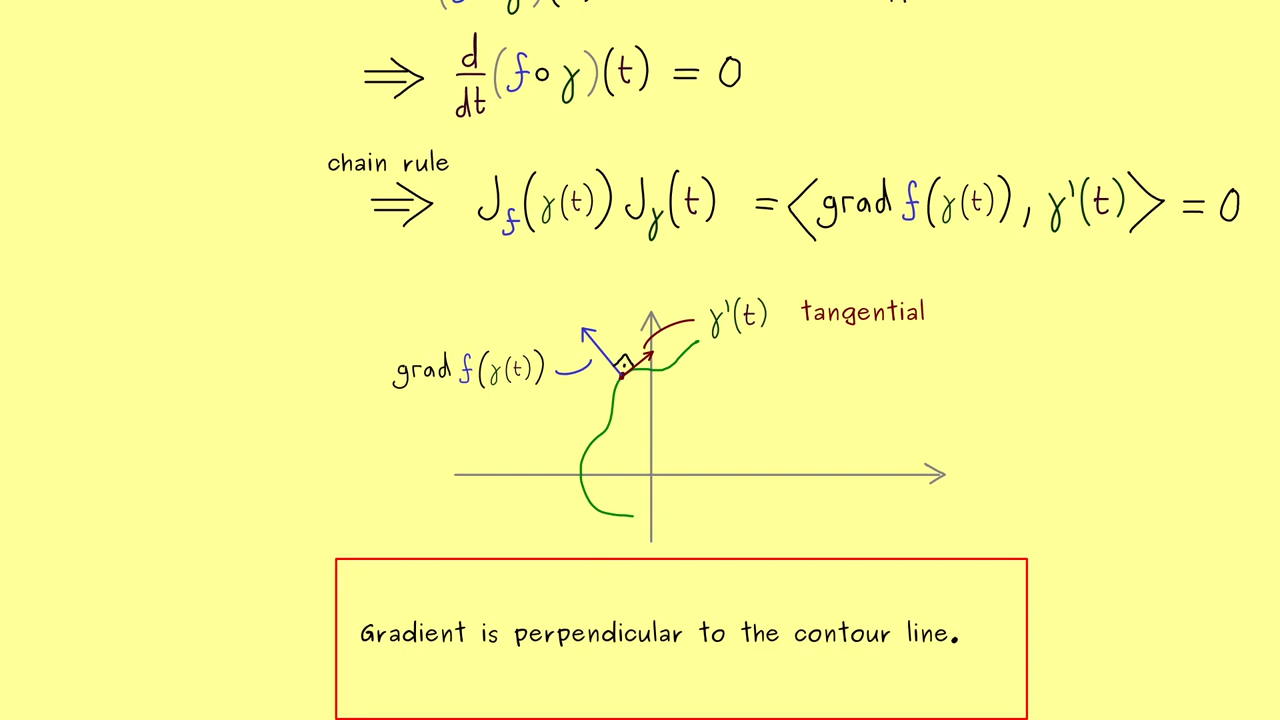 ⟹ d/dt (f∘γ)(t) = 0
chain rule
⟹ J_f(γ(t)) J_γ(t) = ⟨grad f(γ(t)), γ'(t)⟩ = 0
γ'(t) tangential
grad f(γ(t))
Gradient is perpendicular to the contour line.